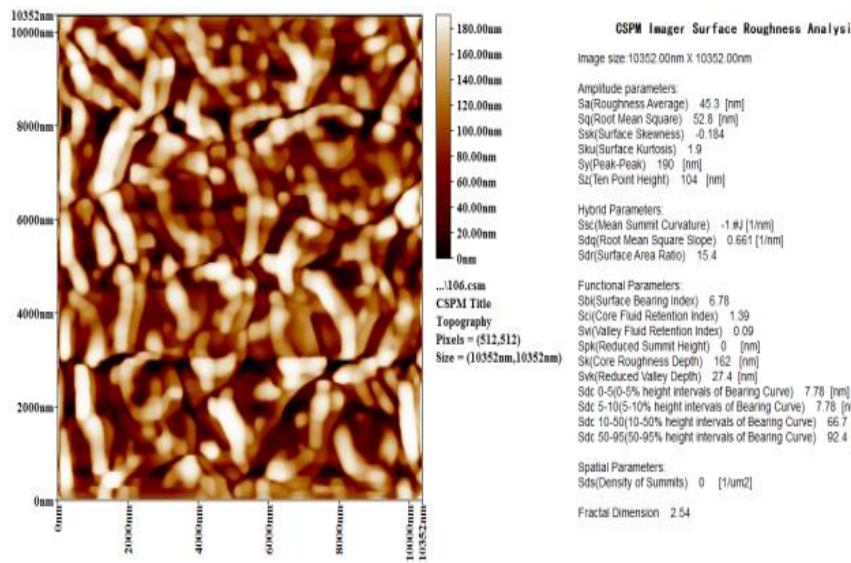 10352nm
10000nm
8000nm
6000nm
4000nm
2000nm
0nm
0nm
2000nm
4000nm
6000nm
8000nm
10000nm
10352nm
180.00nm
160.00nm
140.00nm
120.00nm
100.00nm
80.00nm
60.00nm
40.00nm
20.00nm
0nm
...\106.csm
CSPM Title
Topography
Pixels = (512,512)
Size = (10352nm,10352nm)
CSPM Imager Surface Roughness Analysi
Image size:10352.00nm X 10352.00nm
Amplitude parameters:
Sa(Roughness Average) 45.3 [nm]
Sq(Root Mean Square) 52.8 [nm]
Ssk(Surface Skewness) -0.184
Sku(Surface Kurtosis) 1.9
Sy(Peak-Peak) 190 [nm]
Sz(Ten Point Height) 104 [nm]
Hybrid Parameters:
Ssc(Mean Summit Curvature) -1.#J [1/nm]
Sdq(Root Mean Square Slope) 0.661 [1/nm]
Sdr(Surface Area Ratio) 15.4
Functional Parameters:
Sbi(Surface Bearing Index) 6.78
Sci(Core Fluid Retention Index) 1.39
Svi(Valley Fluid Retention Index) 0.09
Spk(Reduced Summit Height) 0 [nm]
Sk(Core Roughness Depth) 162 [nm]
Svk(Reduced Valley Depth) 27.4 [nm]
Sdc 0-5(0-5% height intervals of Bearing Curve) 7.78 [nm]
Sdc 5-10(5-10% height intervals of Bearing Curve) 7.78 [n
Sdc 10-50(10-50% height intervals of Bearing Curve) 66.7
Sdc 50-95(50-95% height intervals of Bearing Curve) 92.4
Spatial Parameters:
Sds(Density of Summits) 0 [1/um2]
Fractal Dimension 2.54